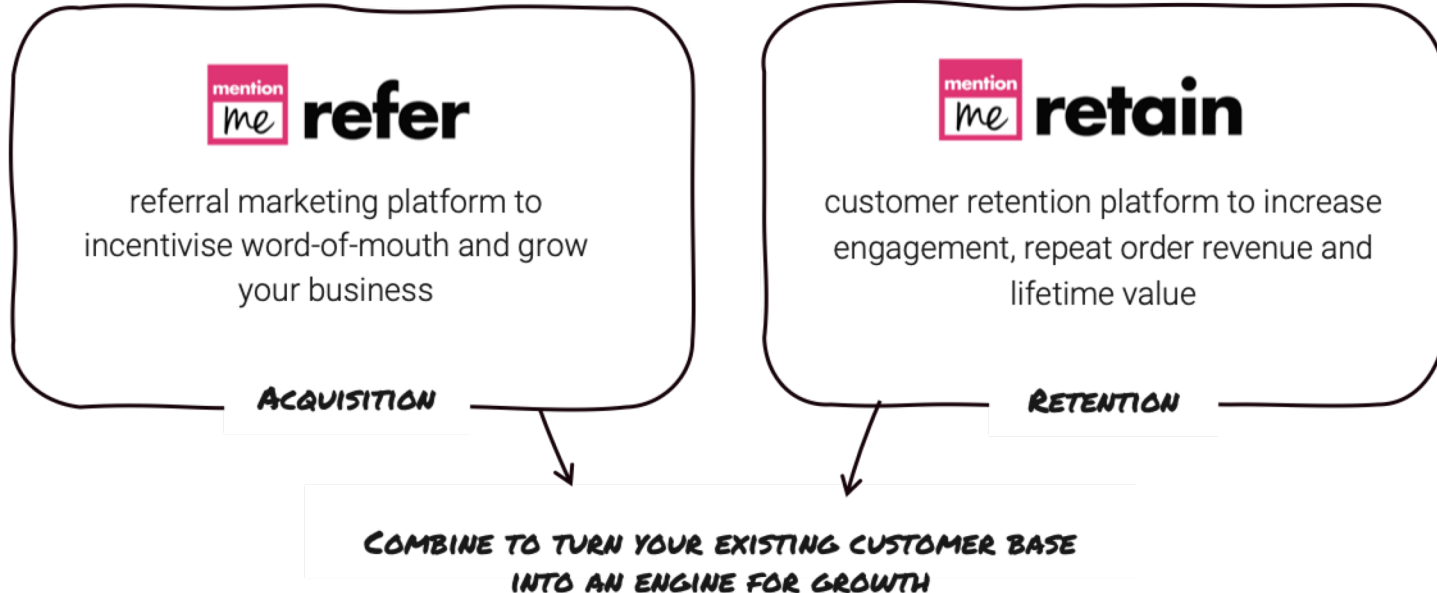 mention
me refer
referral marketing platform to
incentivise word-of-mouth and grow
your business
ACQUISITION
mention
me retain
customer retention platform to increase
engagement, repeat order revenue and
lifetime value
RETENTION
COMBINE TO TURN YOUR EXISTING CUSTOMER BASE
INTO AN ENGINE FOR GROWTH